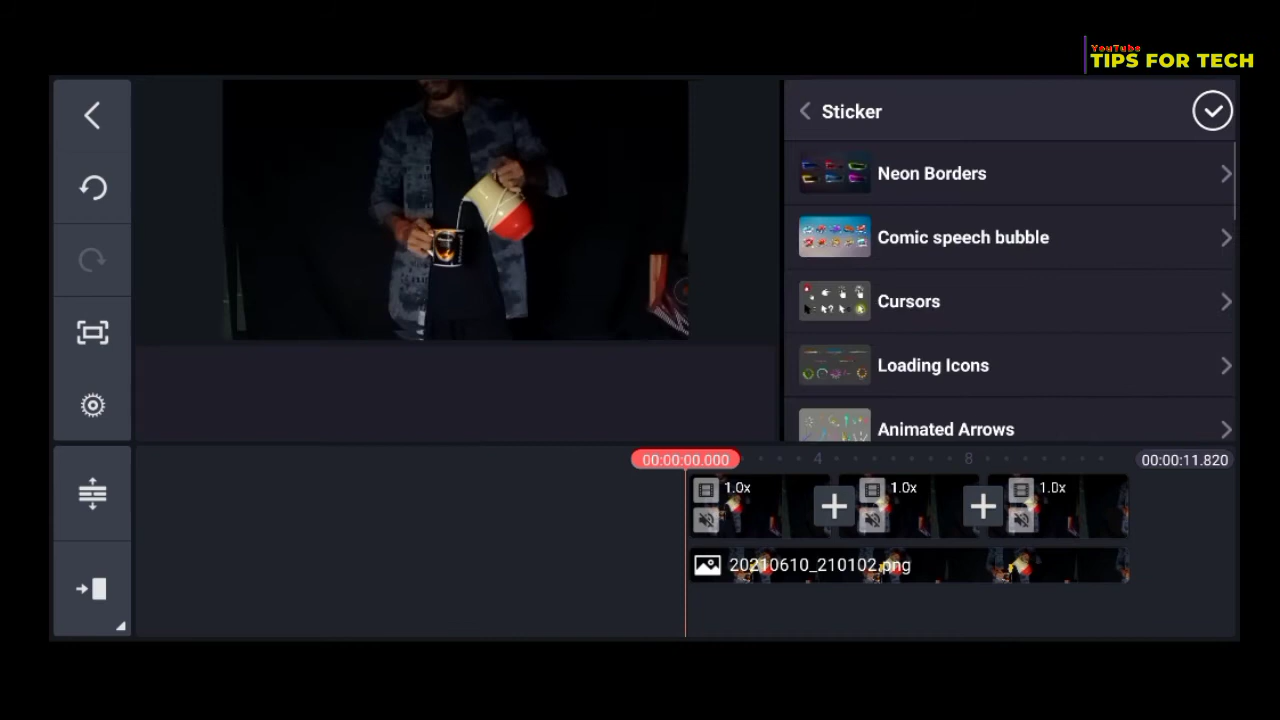 YouTube
TIPS FOR TECH
Sticker
Neon Borders
Comic speech bubble
Cursors
Loading Icons
Animated Arrows
00:00:00.000
4
8
00:00:11.820
1.0x
1.0x
1.0x
20210610_210102.png